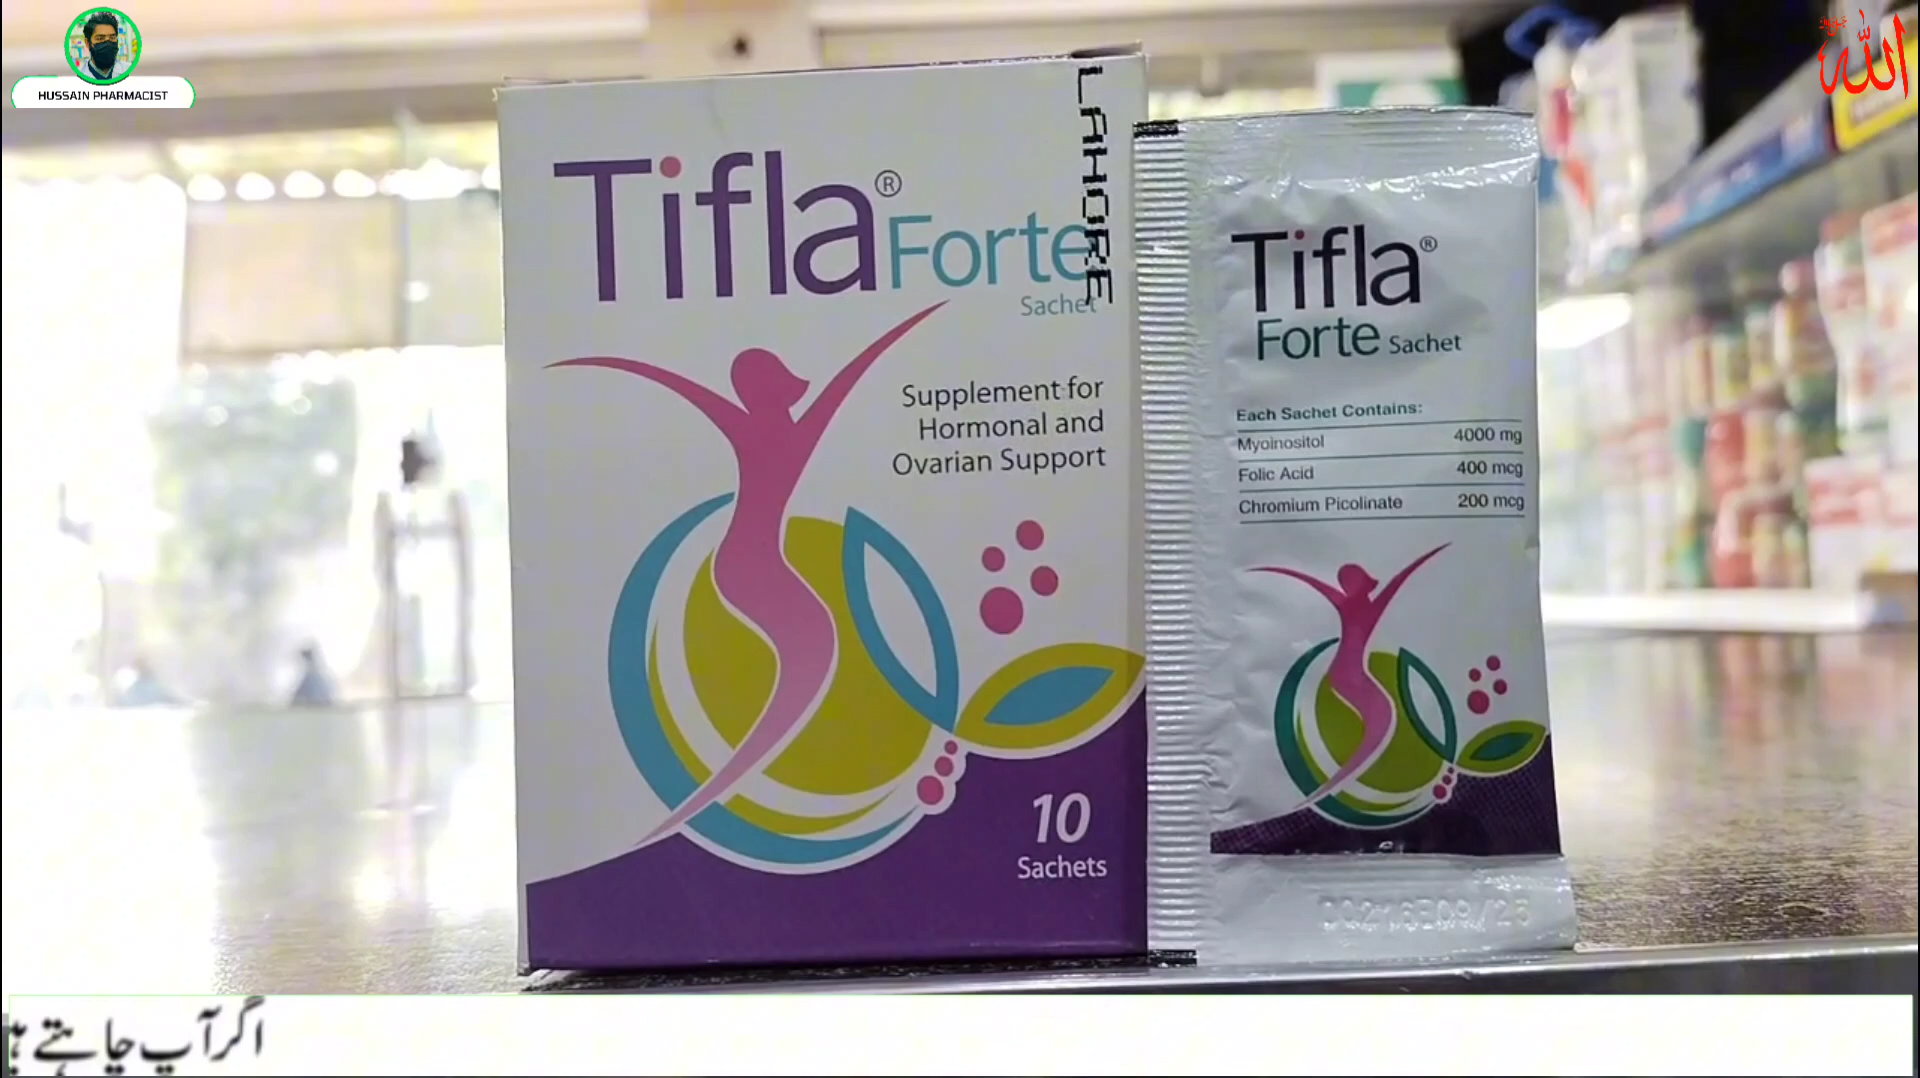 HUSSAIN PHARMACIST
الله
LAHORE
Tifla®
Forte
Sachet
Supplement for
Hormonal and
Ovarian Support
10
Sachets
Tifla®
Forte Sachet
Each Sachet Contains:
Myoinositol 4000 mg
Folic Acid 400 mcg
Chromium Picolinate 200 mcg
اگر آپ چاہتے